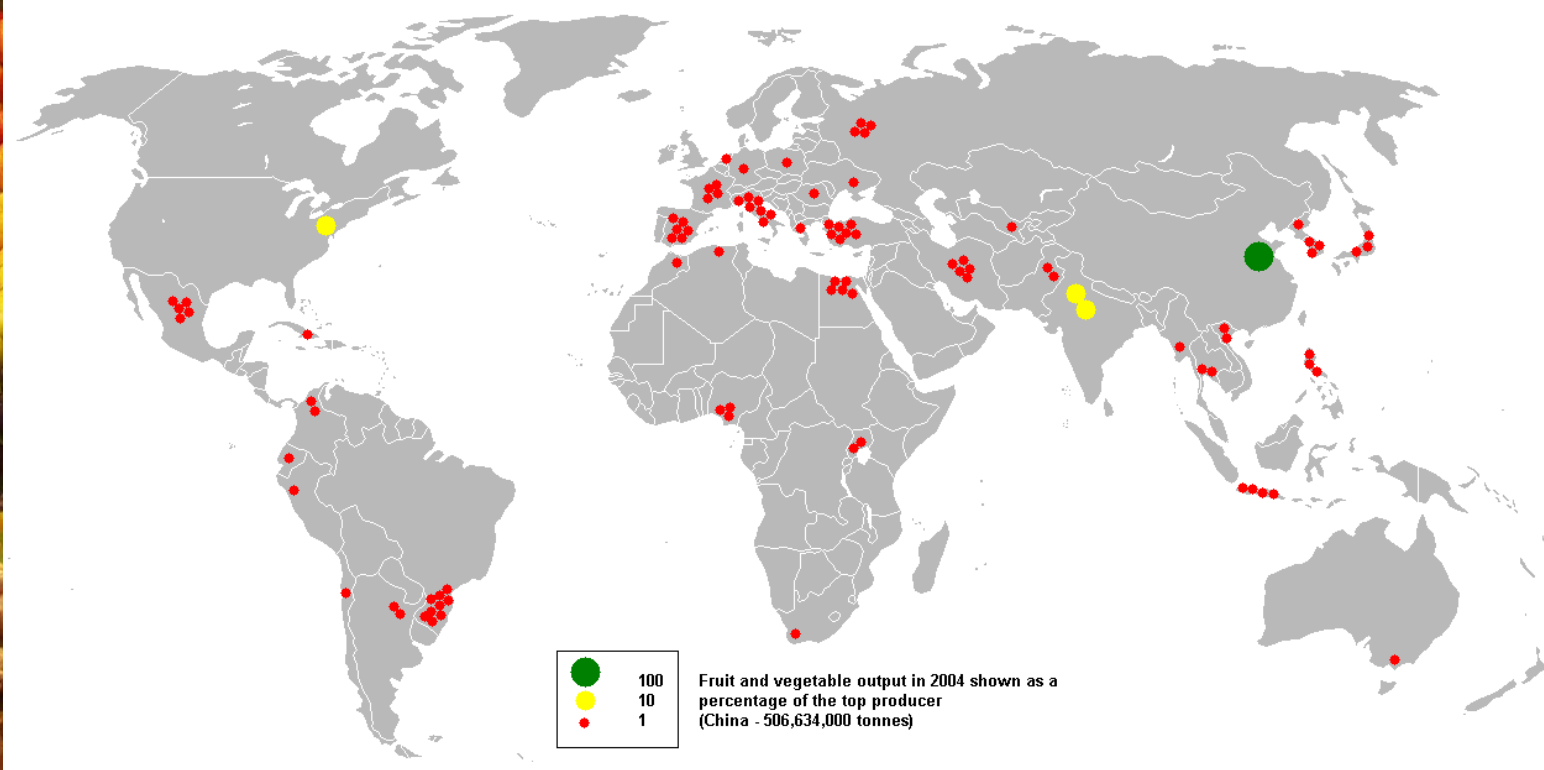 100
10
1
Fruit and vegetable output in 2004 shown as a
percentage of the top producer
(China - 506,634,000 tonnes)